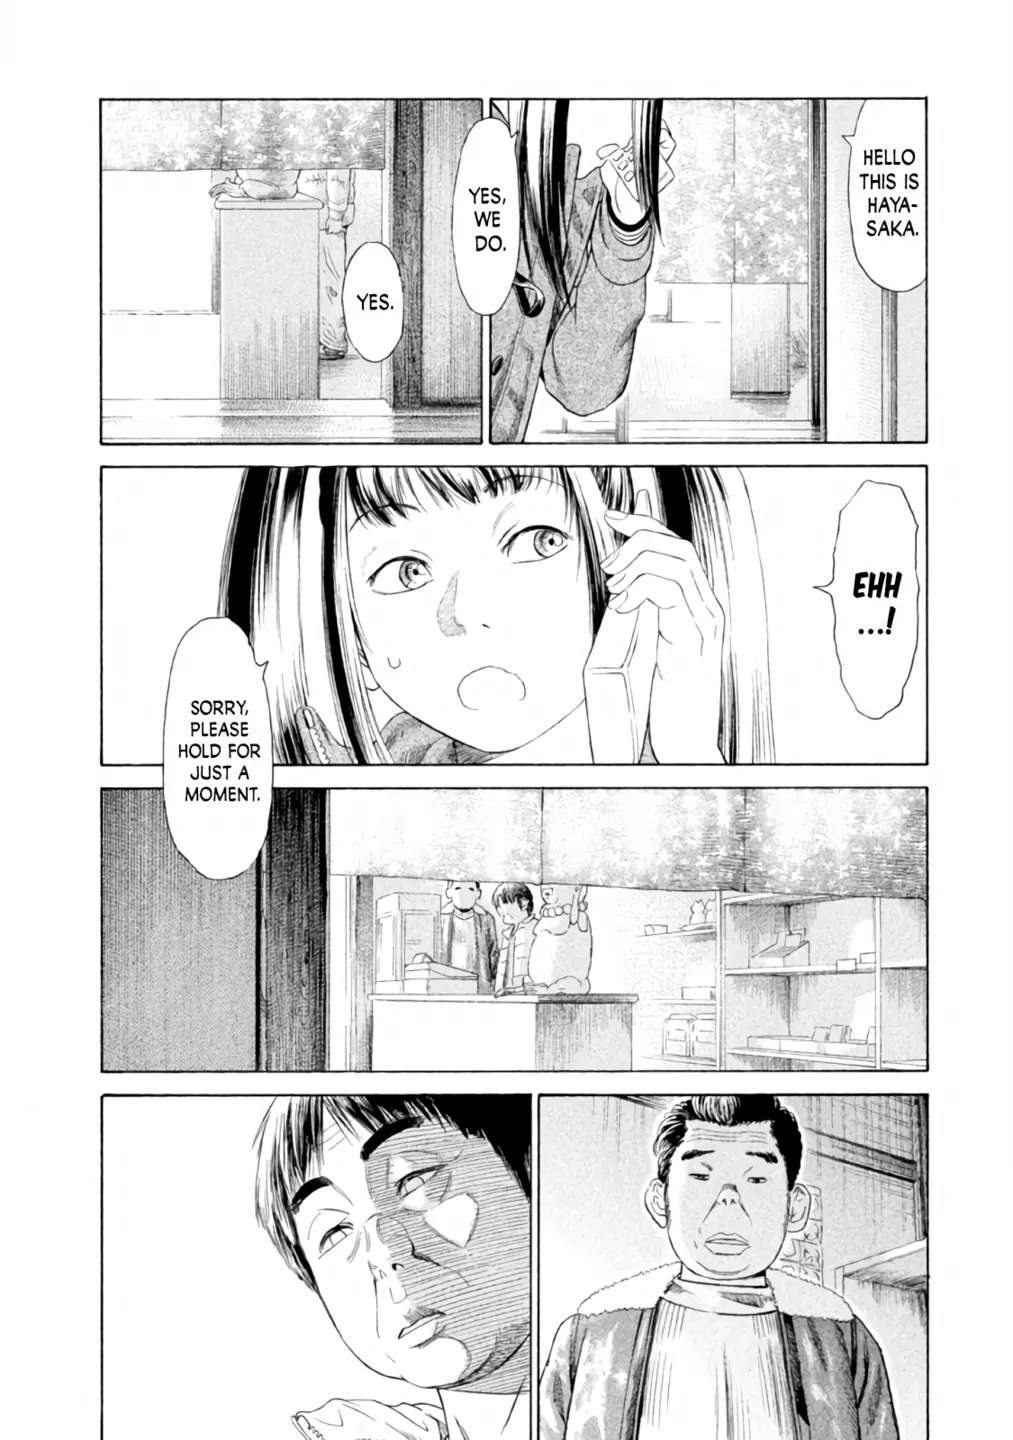 HELLO
THIS IS
HAYA-
SAKA.
YES,
WE
DO.
YES.
EHH
....!
SORRY,
PLEASE
HOLD FOR
JUST A
MOMENT.